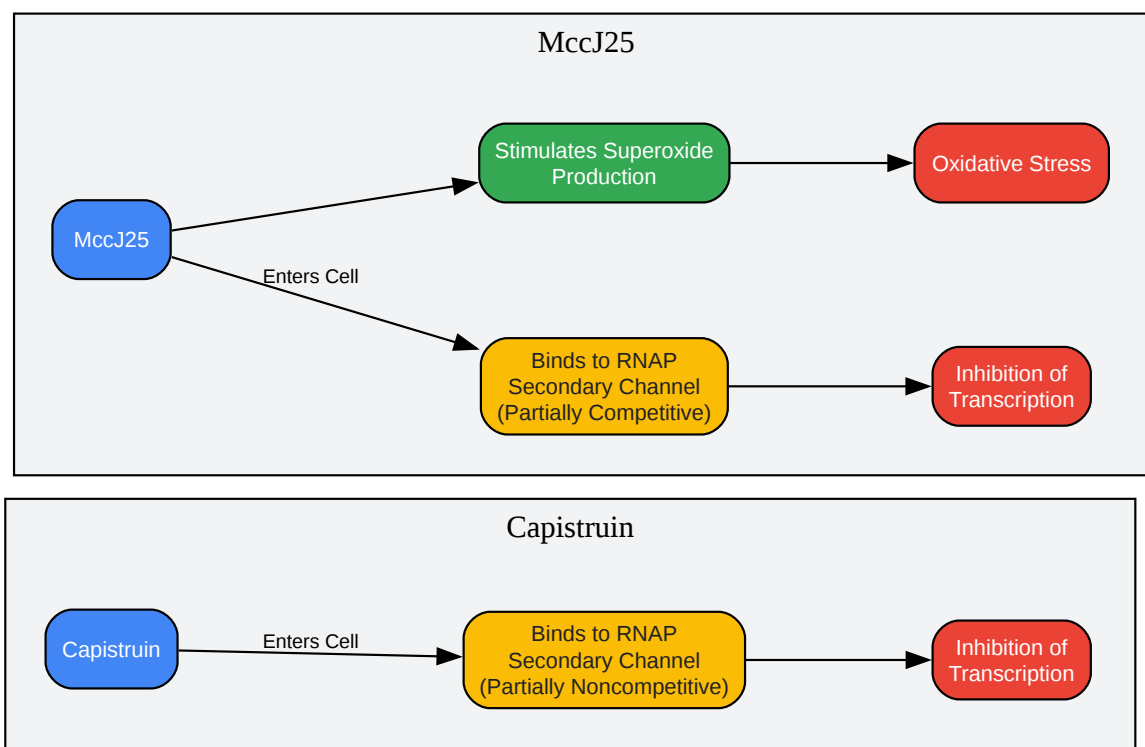 MccJ25
Stimulates Superoxide
Production
Oxidative Stress
MccJ25
Enters Cell
Binds to RNAP
Secondary Channel
(Partially Competitive)
Inhibition of
Transcription
Capistruin
Capistruin
Enters Cell
Binds to RNAP
Secondary Channel
(Partially Noncompetitive)
Inhibition of
Transcription